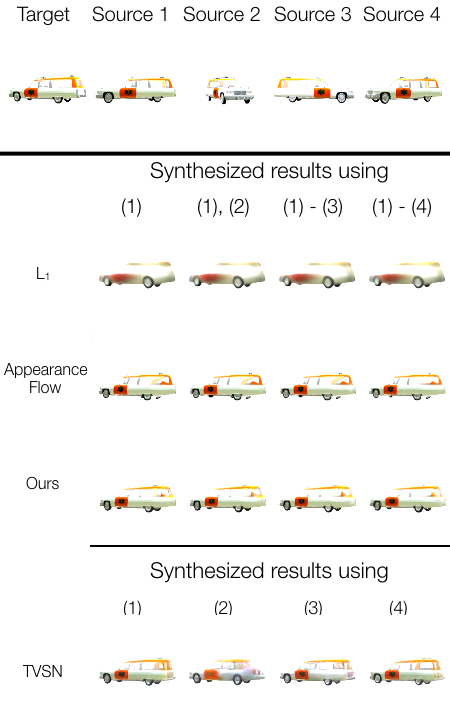 Target Source 1 Source 2 Source 3 Source 4
Synthesized results using
(1) (1), (2) (1) - (3) (1) - (4)
L1
Appearance
Flow
Ours
Synthesized results using
(1) (2) (3) (4)
TVSN